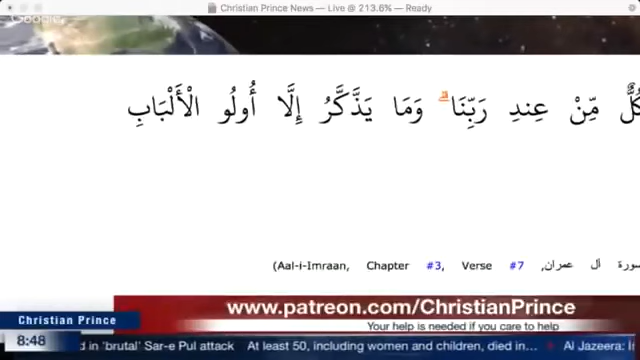 Christian Prince News — Live @ 213.6% — Ready
Google
كُلٌّ مِّنْ عِندِ رَبِّنَا ۗ وَمَا يَذَّكَّرُ إِلَّا أُولُو الْأَلْبَابِ
سورة آل عمران, (Aal-i-Imraan, Chapter #3, Verse #7
www.patreon.com/ChristianPrince
Christian Prince
Your help is needed if you care to help
8:48 d in 'brutal' Sar-e Pul attack At least 50, including women and children, died in... Al Jazeera: